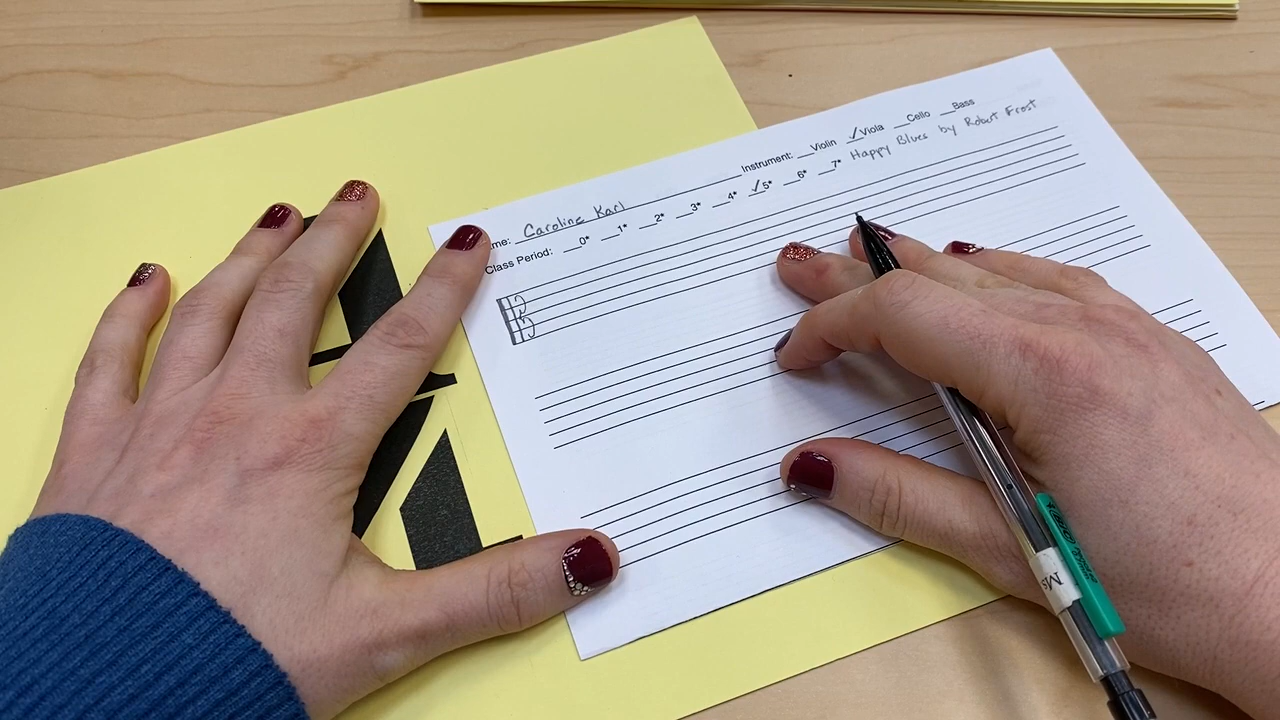 me: Caroline Karl Instrument: __Violin ✓Viola __Cello __Bass
Class Period: __0* __1* __2* __3* __4* ✓5* __6* __7* Happy Blues by Robert Frost
Ms